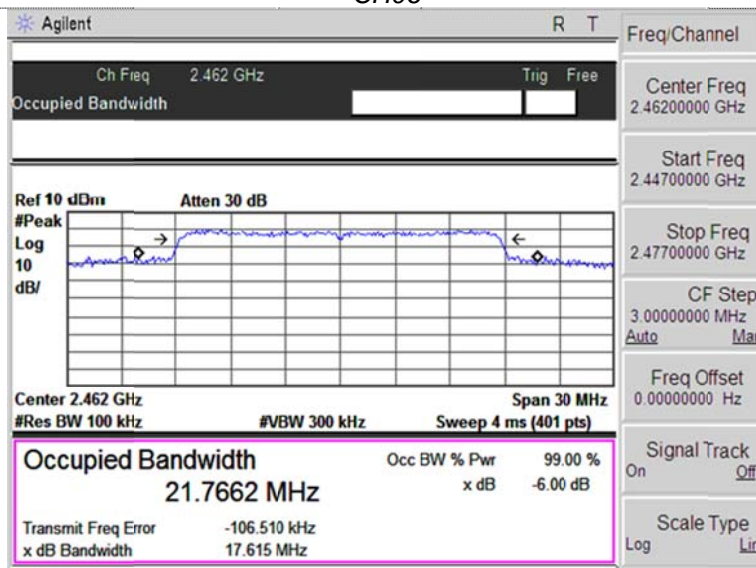 Agilent R T
Ch Freq 2.462 GHz Trig Free
Occupied Bandwidth
Ref 10 dBm Atten 30 dB
#Peak
Log
10
dB/
Center 2.462 GHz Span 30 MHz
#Res BW 100 kHz #VBW 300 kHz Sweep 4 ms (401 pts)
Occupied Bandwidth Occ BW % Pwr 99.00 %
21.7662 MHz x dB -6.00 dB
Transmit Freq Error -106.510 kHz
x dB Bandwidth 17.615 MHz
Freq/Channel
Center Freq
2.46200000 GHz
Start Freq
2.44700000 GHz
Stop Freq
2.47700000 GHz
CF Step
3.00000000 MHz
Auto
Freq Offset
0.00000000 Hz
Signal Track
On Off
Scale Type
Log